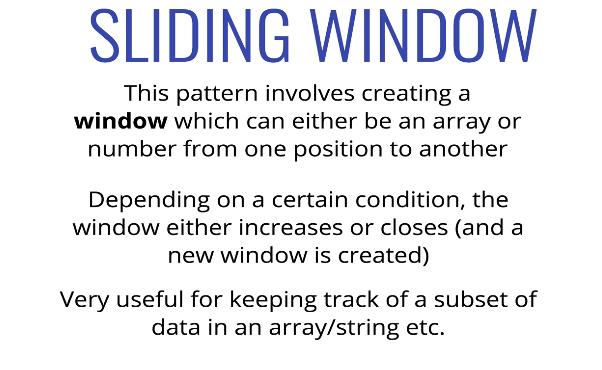 SLIDING WINDOW
This pattern involves creating a
window which can either be an array or
number from one position to another
Depending on a certain condition, the
window either increases or closes (and a
new window is created)
Very useful for keeping track of a subset of
data in an array/string etc.